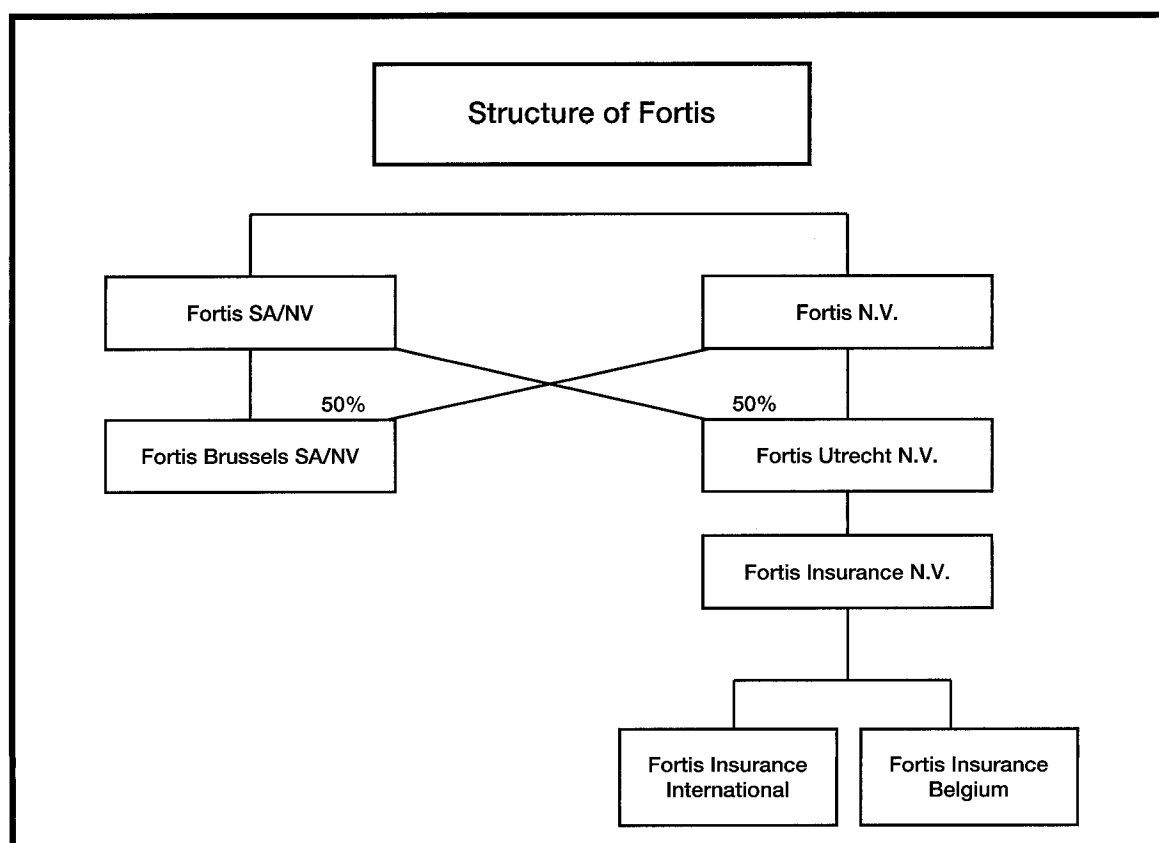 Structure of Fortis
Fortis SA/NV
Fortis N.V.
50%
50%
Fortis Brussels SA/NV
Fortis Utrecht N.V.
Fortis Insurance N.V.
Fortis Insurance
International
Fortis Insurance
Belgium